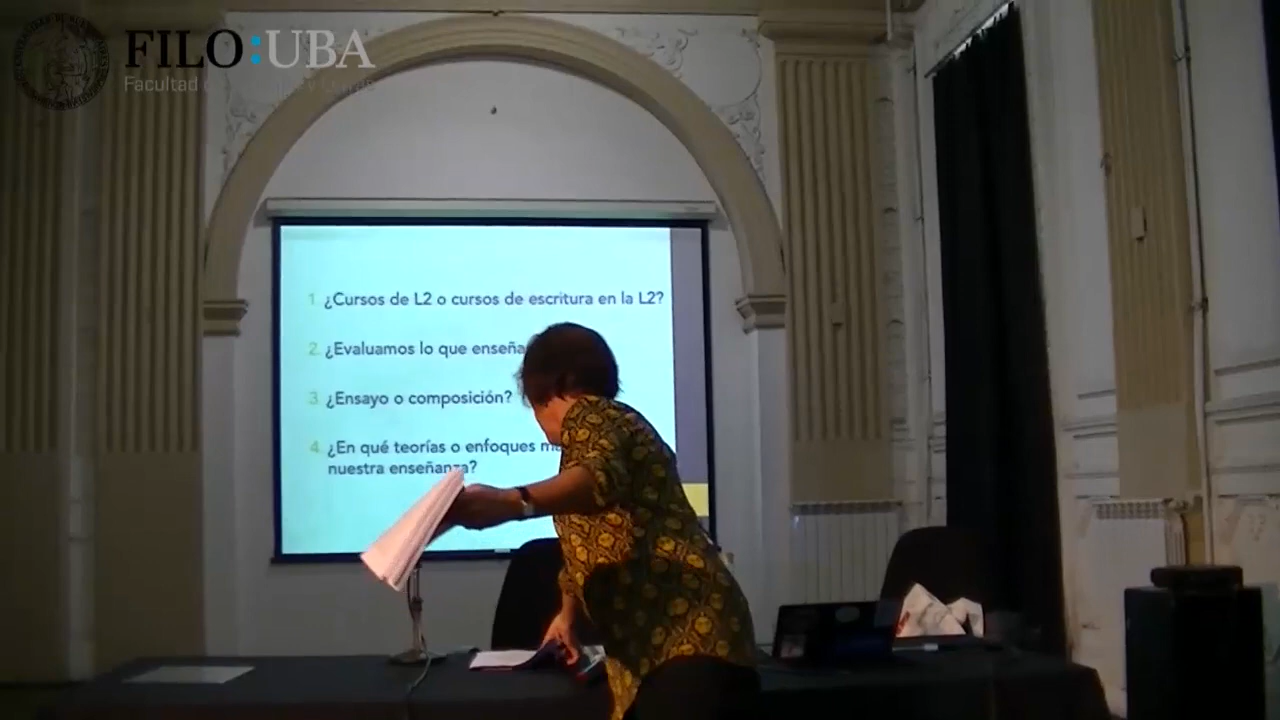 FILO:UBA
Facultad
1. ¿Cursos de L2 o cursos de escritura en la L2?
2. ¿Evaluamos lo que
3. ¿Ensayo o composición?
4. ¿En qué teorías o enfoques
nuestra enseñanza?